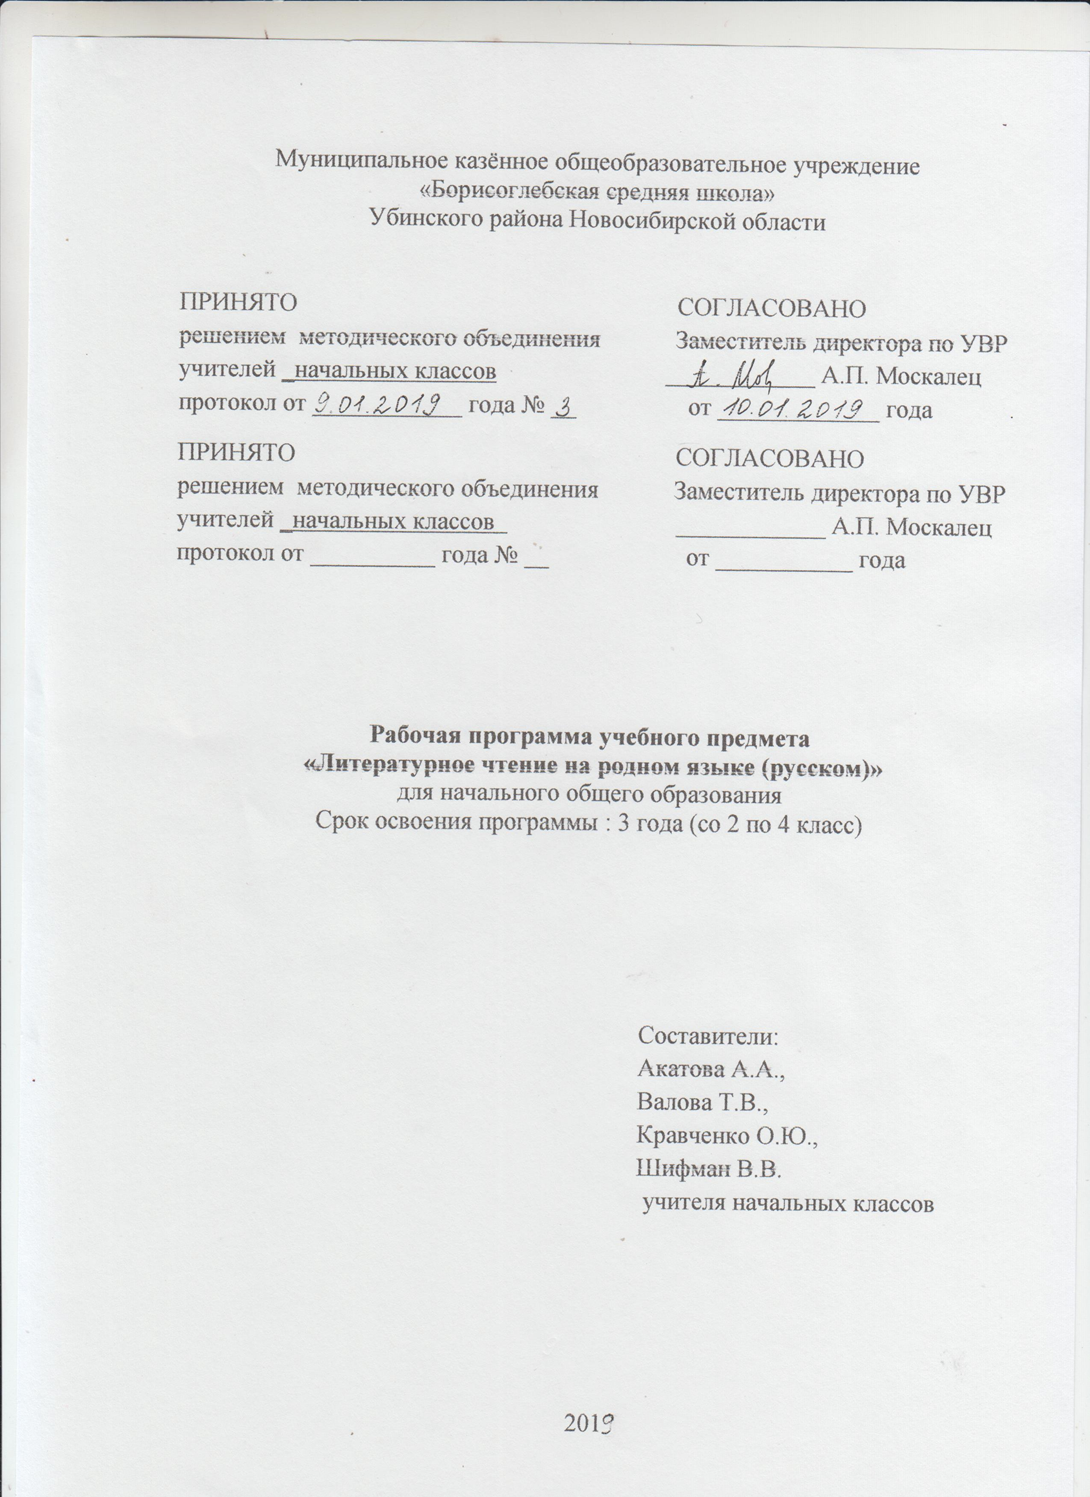 Муниципальное казённое общеобразовательное учреждение
«Борисоглебская средняя школа»
Убинского района Новосибирской области
ПРИНЯТО
решением методического объединения
учителей _начальных классов
протокол от 9.01.2019 года № 3
СОГЛАСОВАНО
Заместитель директора по УВР
А.П. Москалец
от 10.01.2019 года
ПРИНЯТО
решением методического объединения
учителей _начальных классов_
протокол от __________ года № __
СОГЛАСОВАНО
Заместитель директора по УВР
____________ А.П. Москалец
от ___________ года
Рабочая программа учебного предмета
«Литературное чтение на родном языке (русском)»
для начального общего образования
Срок освоения программы : 3 года (со 2 по 4 класс)
Составители:
Акатова А.А.,
Валова Т.В.,
Кравченко О.Ю.,
Шифман В.В.
учителя начальных классов
2019